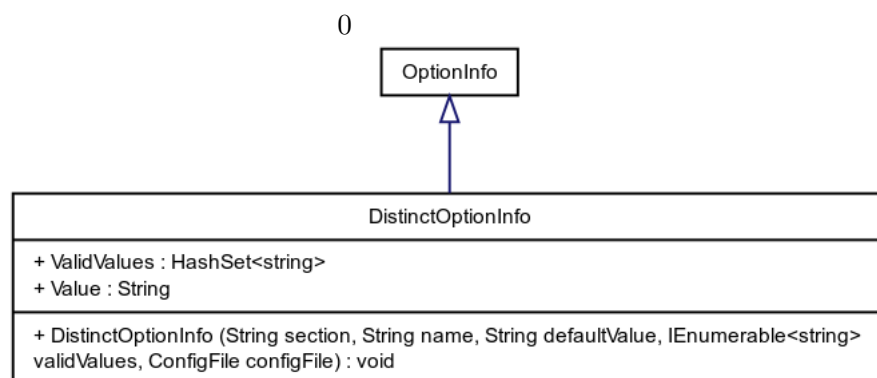 0
OptionInfo
DistinctOptionInfo
+ ValidValues : HashSet<string>
+ Value : String
+ DistinctOptionInfo (String section, String name, String defaultValue, IEnumerable<string>
validValues, ConfigFile configFile) : void